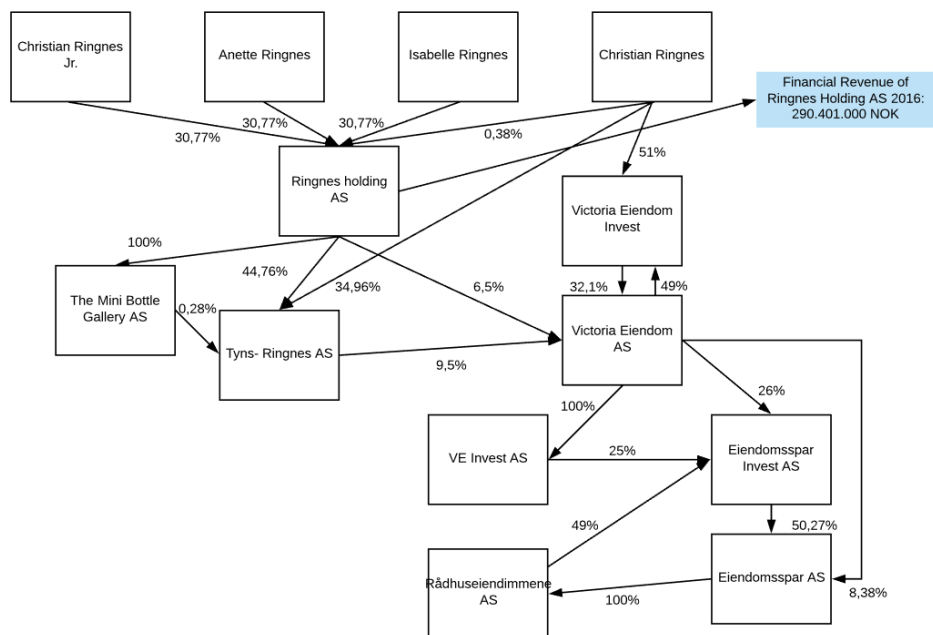 Christian Ringnes
Jr.
Anette Ringnes
Isabelle Ringnes
Christian Ringnes
Financial Revenue of
Ringnes Holding AS 2016:
290.401.000 NOK
30,77%
30,77%
30,77%
0,38%
51%
Ringnes holding
AS
Victoria Eiendom
Invest
100%
44,76%
34,96%
6,5%
32,1%
49%
The Mini Bottle
Gallery AS
0,28%
Tyns- Ringnes AS
9,5%
Victoria Eiendom
AS
100%
26%
VE Invest AS
25%
Eiendomsspar
Invest AS
49%
50,27%
Rådhuseiendimmene
AS
100%
Eiendomsspar AS
8,38%